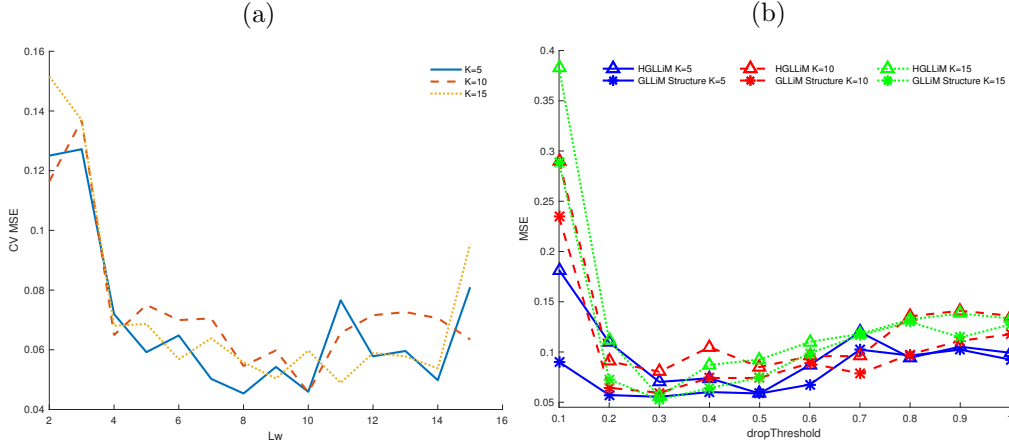 (a)
(b)
0.16
0.14
0.12
0.1
0.08
0.06
0.04
CV MSE
2 4 6 8 10 12 14 16
Lw
K=5
K=10
K=15
0.4
0.35
0.3
0.25
0.2
0.15
0.1
0.05
MSE
0.1 0.2 0.3 0.4 0.5 0.6 0.7 0.8 0.9 1
dropThreshold
HGLLiM K=5 HGLLiM K=10 HGLLiM K=15
GLLiM Structure K=5 GLLiM Structure K=10 GLLiM Structure K=15